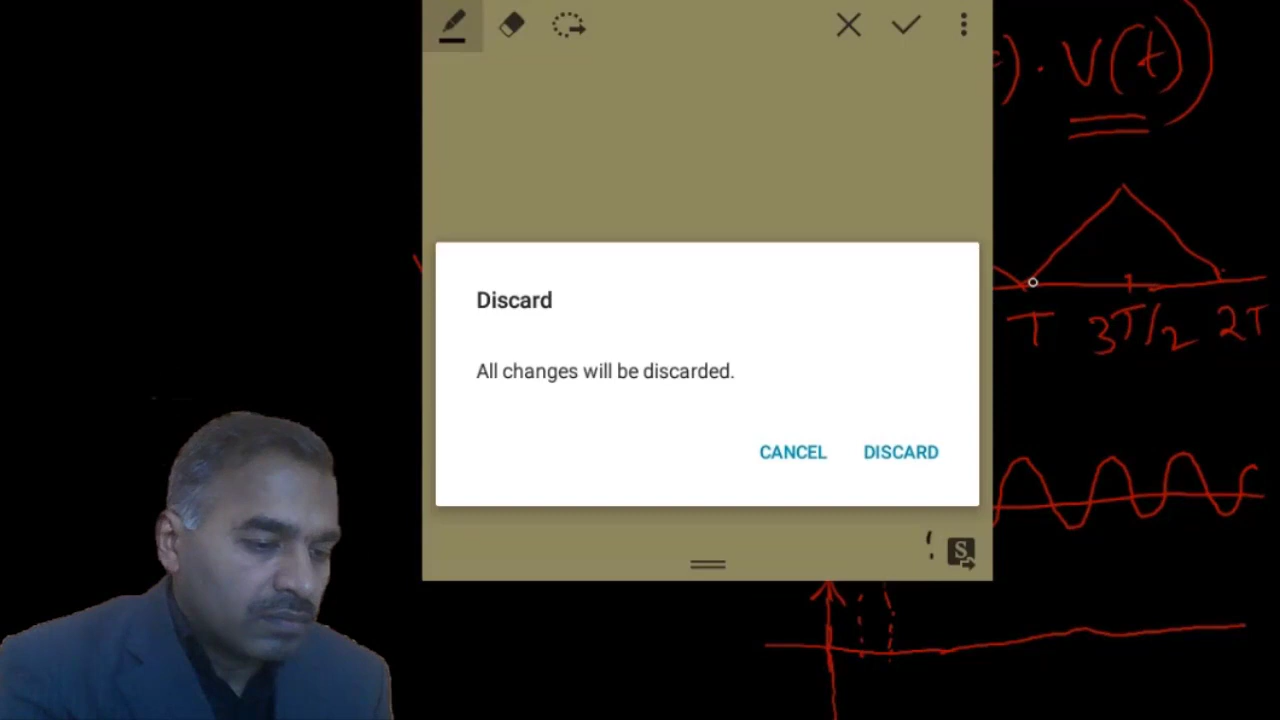 ) . V(t) )
Discard
All changes will be discarded.
CANCEL DISCARD
S
T 3T/2 2T